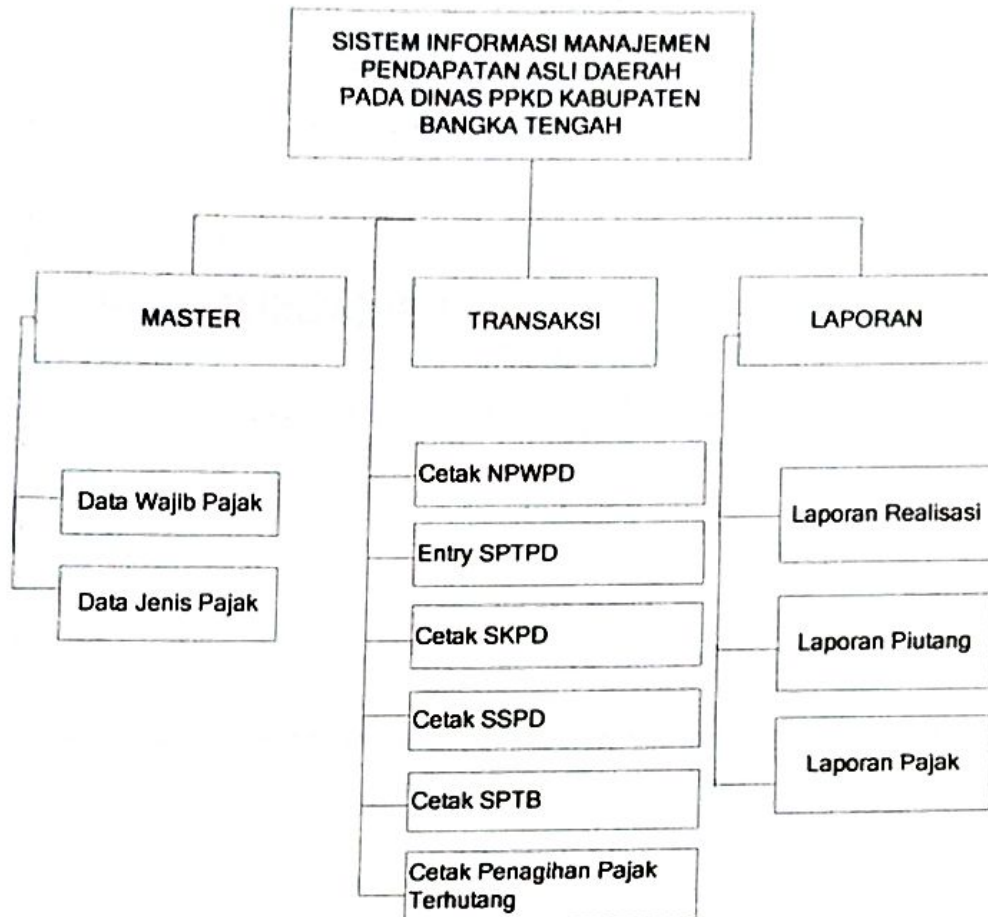 SISTEM INFORMASI MANAJEMEN
PENDAPATAN ASLI DAERAH
PADA DINAS PPKD KABUPATEN
BANGKA TENGAH
MASTER
TRANSAKSI
LAPORAN
Data Wajib Pajak
Data Jenis Pajak
Cetak NPWPD
Entry SPTPD
Cetak SKPD
Cetak SSPD
Cetak SPTB
Cetak Penagihan Pajak
Terhutang
Laporan Realisasi
Laporan Piutang
Laporan Pajak